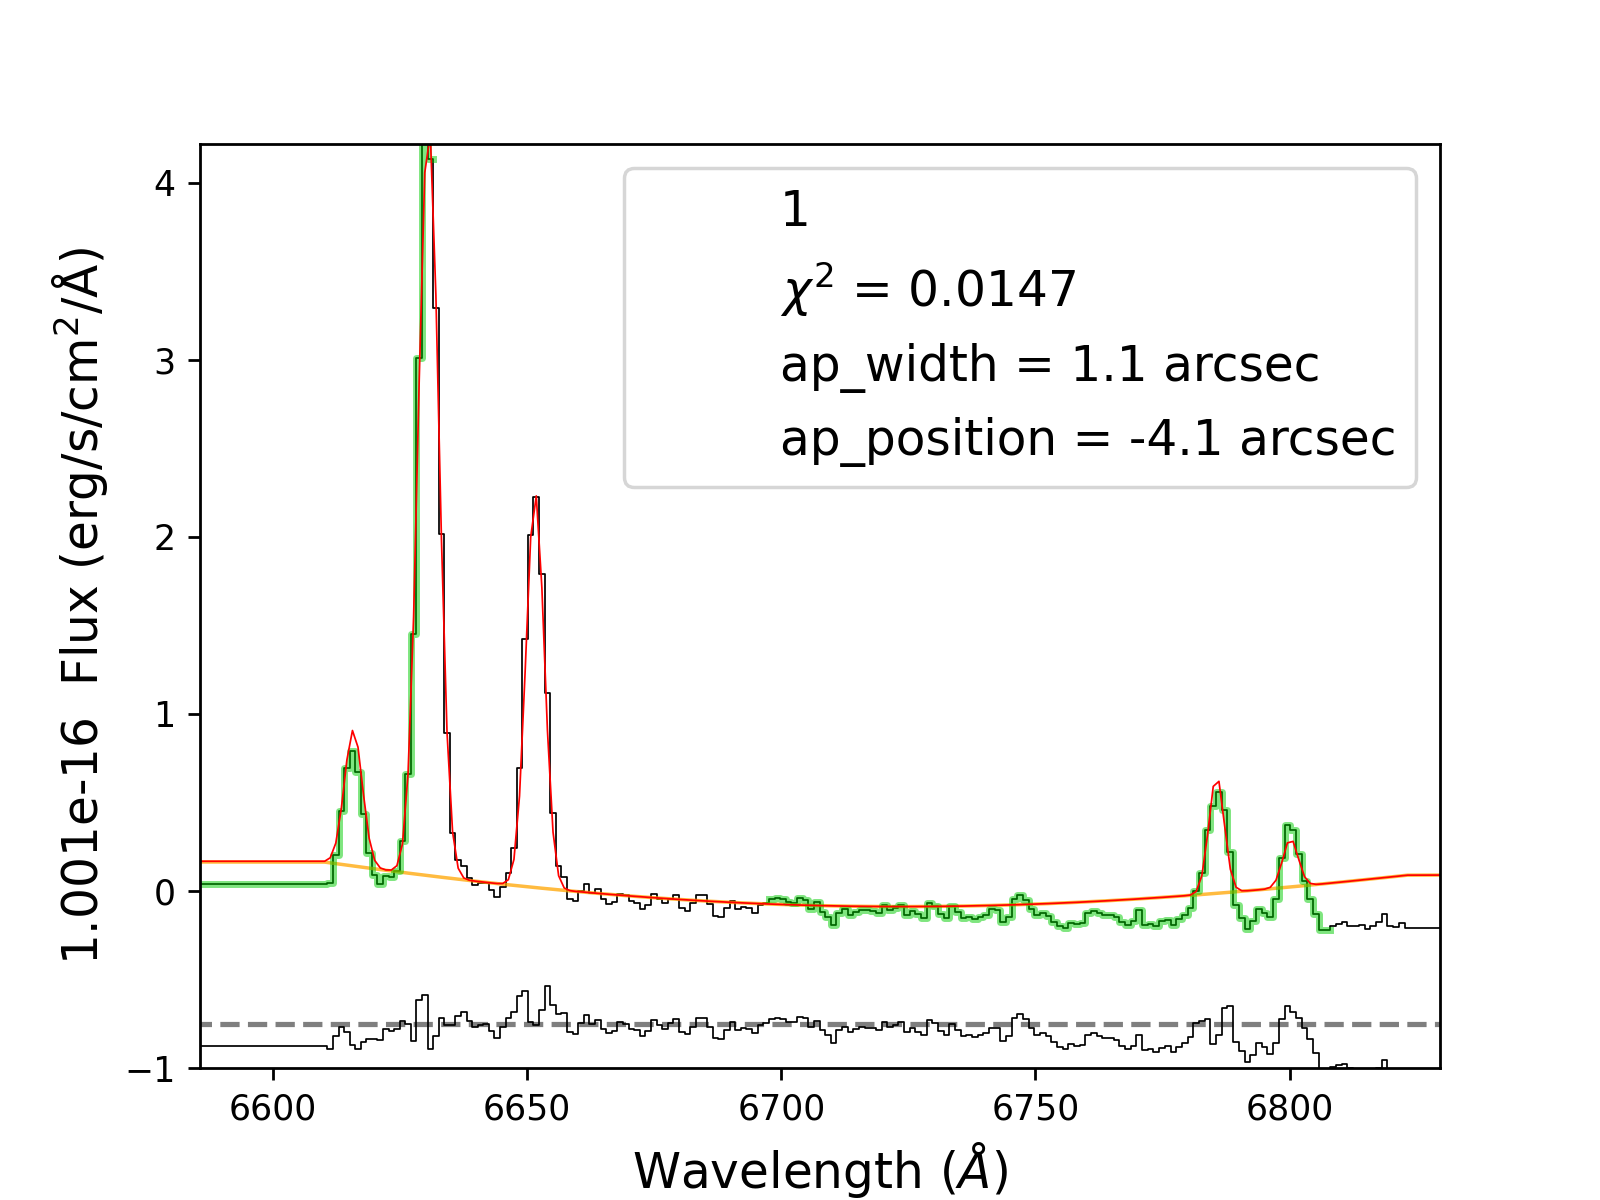 1
χ² = 0.0147
ap_width = 1.1 arcsec
ap_position = -4.1 arcsec
1.001e-16 Flux (erg/s/cm²/Å)
4
3
2
1
0
−1
6600 6650 6700 6750 6800
Wavelength (Å)